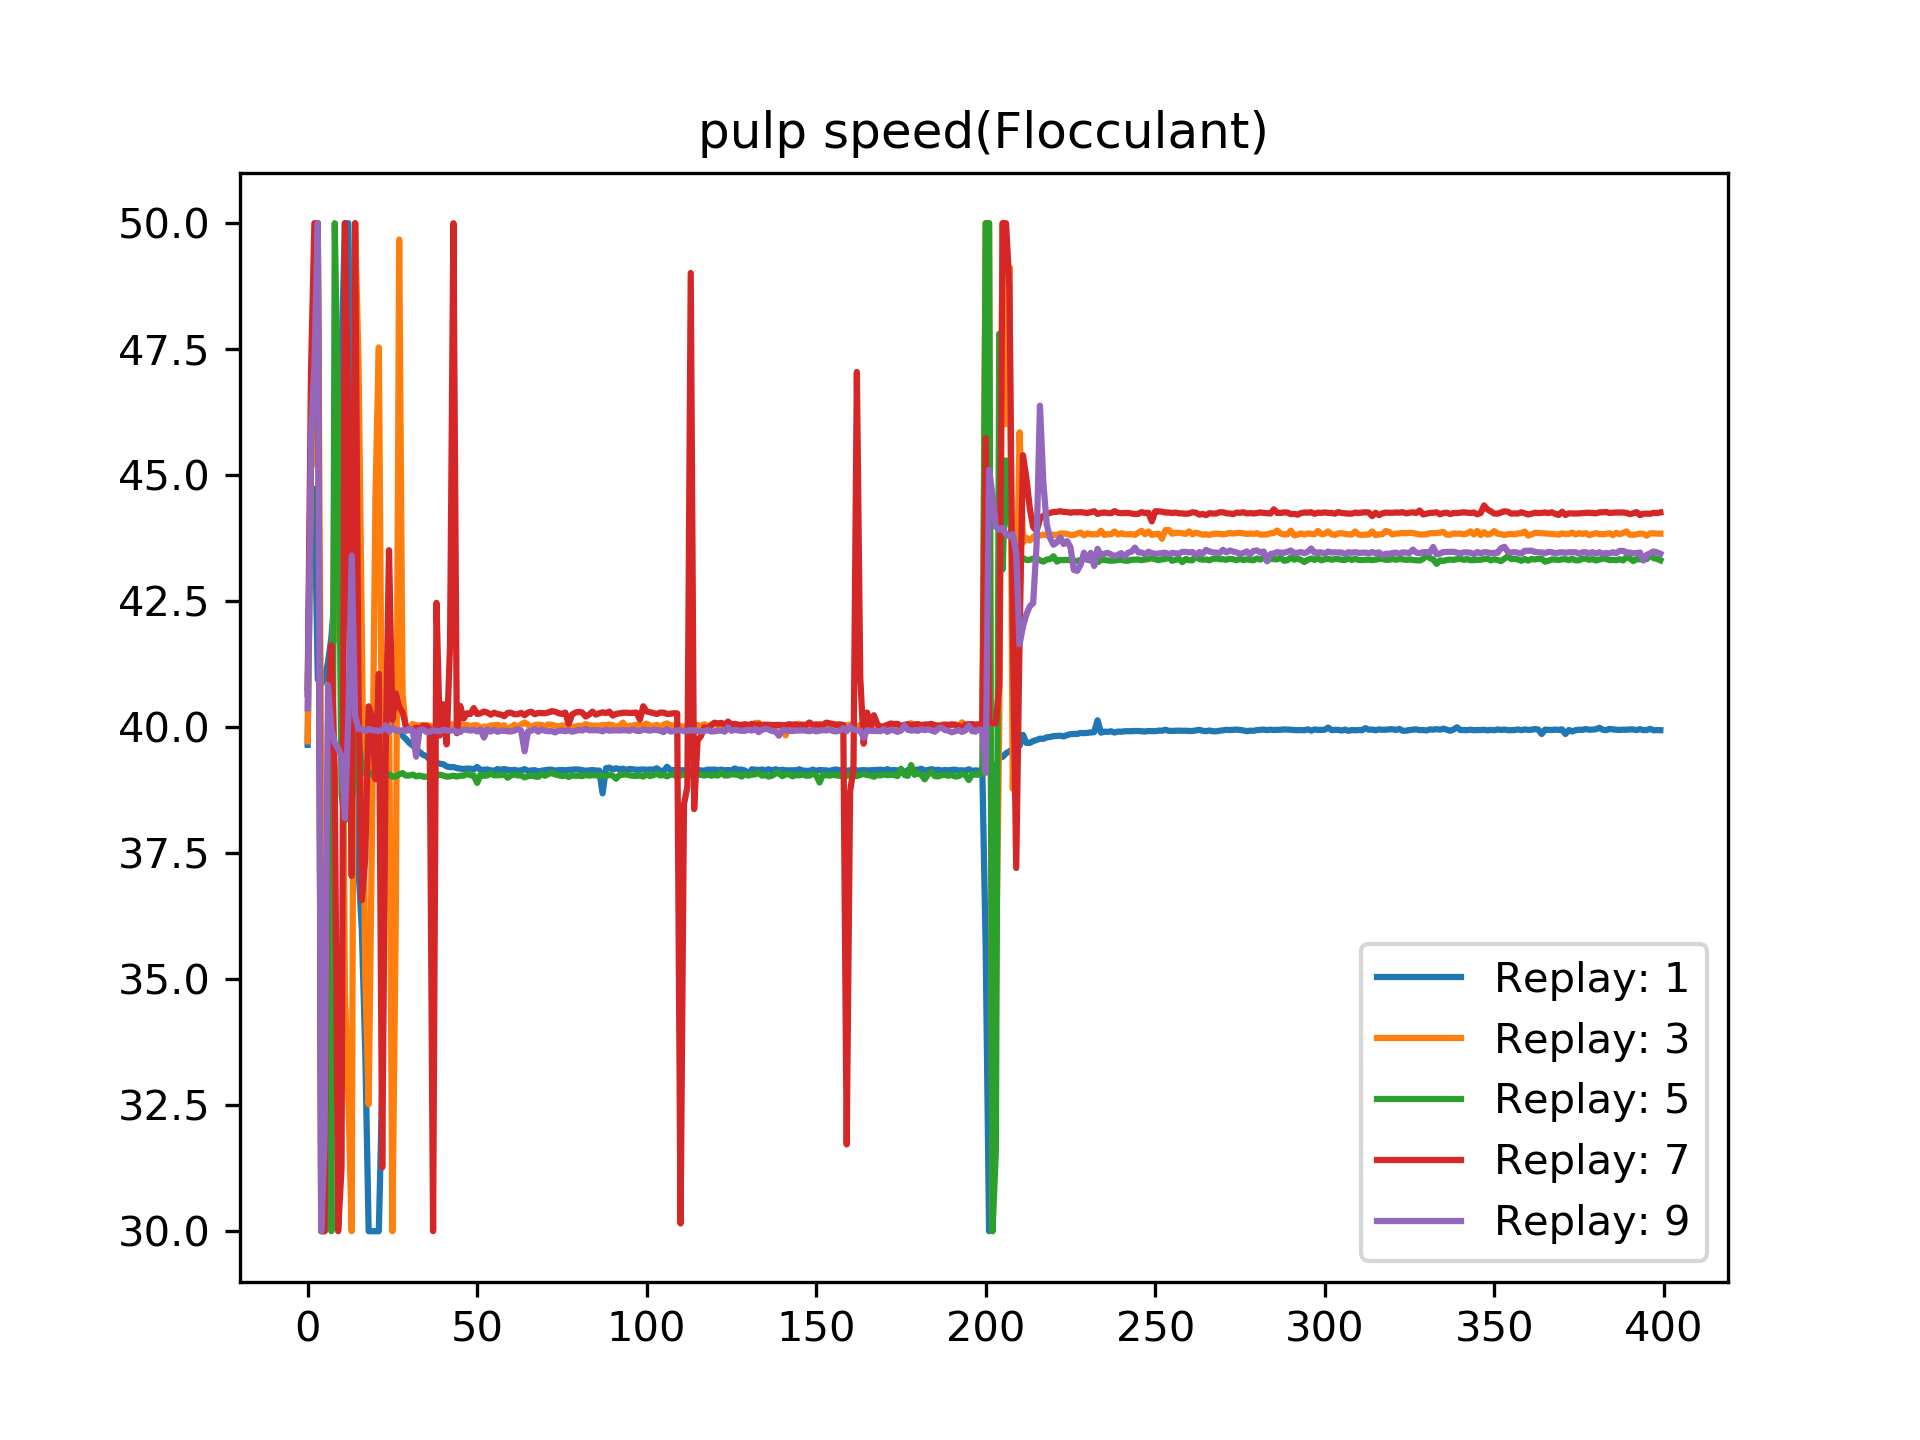 pulp speed(Flocculant)
50.0
47.5
45.0
42.5
40.0
37.5
35.0
32.5
30.0
0 50 100 150 200 250 300 350 400
Replay: 1
Replay: 3
Replay: 5
Replay: 7
Replay: 9